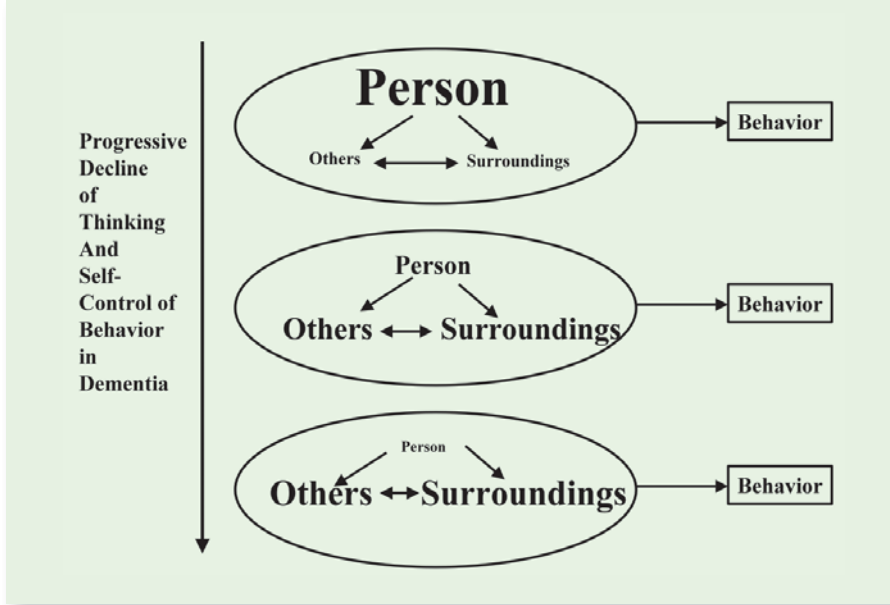 Person
Others
Surroundings
Behavior
Progressive
Decline
of
Thinking
And
Self-
Control of
Behavior
in
Dementia
Person
Others
Surroundings
Behavior
Person
Others
Surroundings
Behavior